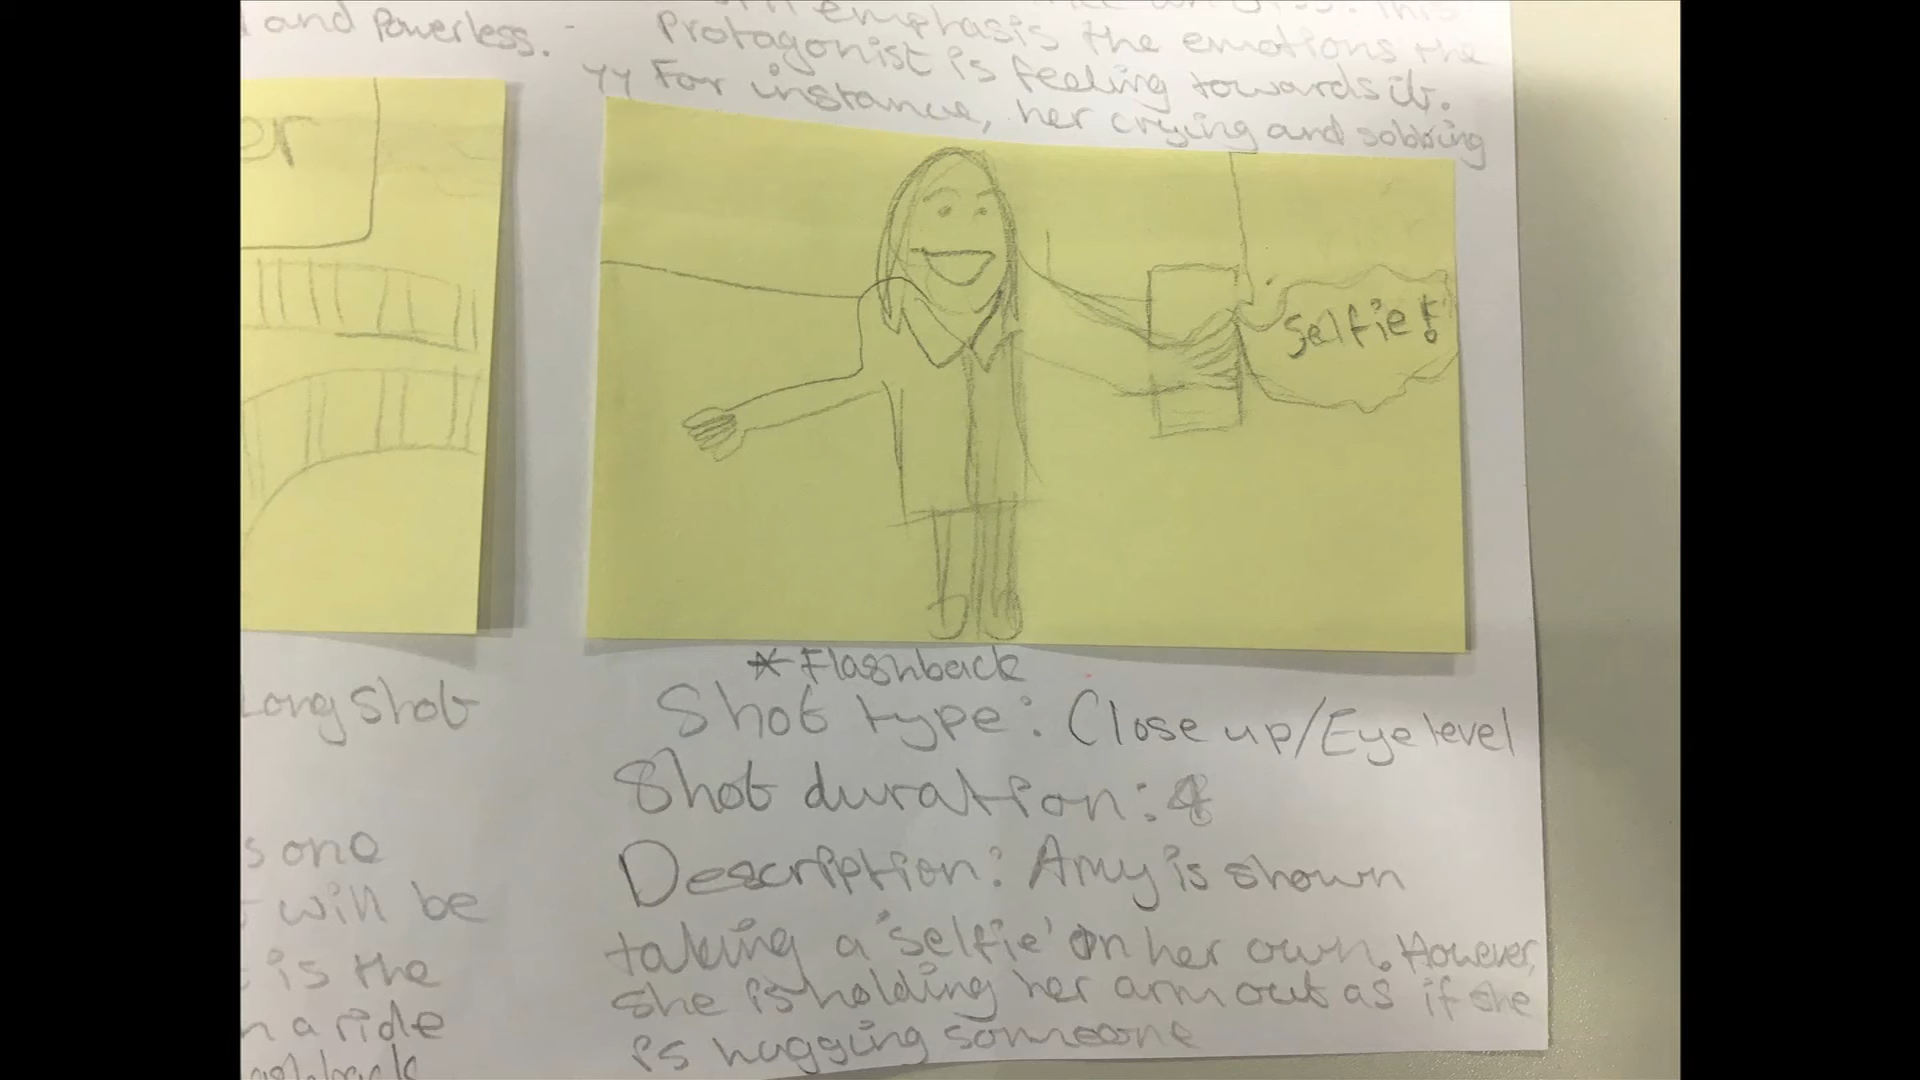 and Powerless.
emphasis the emotions the
Protagonist is feeling towards it.
For instance, her crying and sobbing
er
Selfie!
*Flashback
Long Shot
Shot type: Close up/Eye level
Shot duration:
Description: Amy is shown
taking a 'selfie' on her own. However,
she is holding her arm out as if she
is hugging someone
s one
will be
is the
n a ride